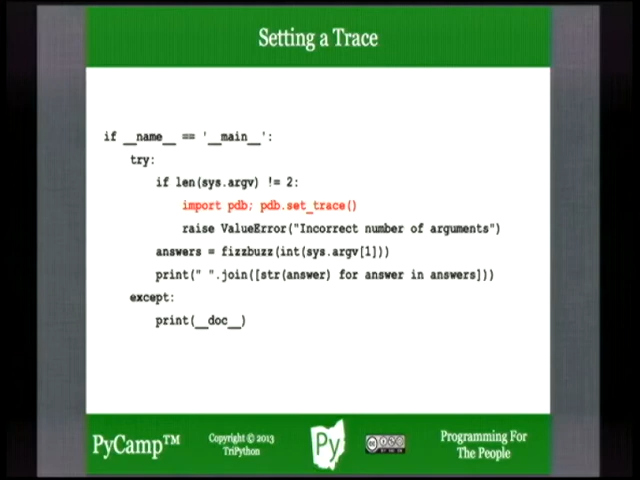 Setting a Trace
if __name__ == '__main__':
try:
if len(sys.argv) != 2:
import pdb; pdb.set_trace()
raise ValueError("Incorrect number of arguments")
answers = fizzbuzz(int(sys.argv[1]))
print(" ".join([str(answer) for answer in answers]))
except:
print(__doc__)
PyCamp™
Copyright © 2013
TriPython
Py
Programming For
The People